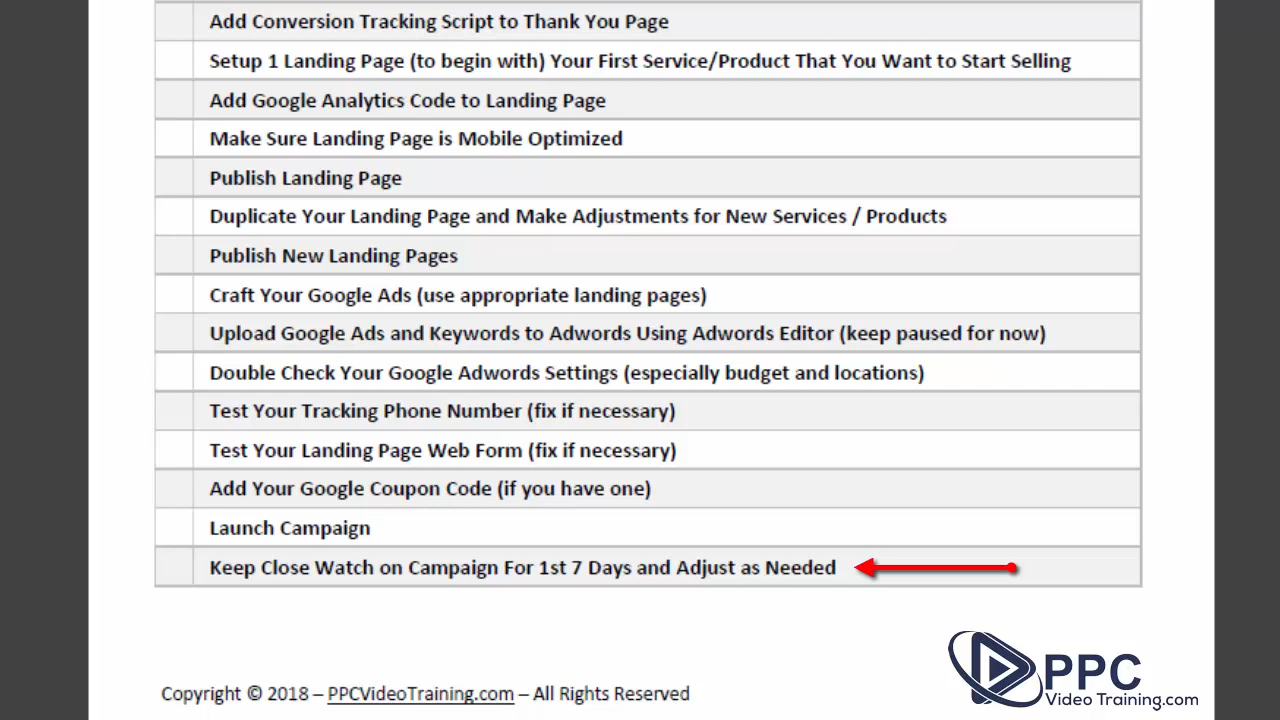 Add Conversion Tracking Script to Thank You Page
Setup 1 Landing Page (to begin with) Your First Service/Product That You Want to Start Selling
Add Google Analytics Code to Landing Page
Make Sure Landing Page is Mobile Optimized
Publish Landing Page
Duplicate Your Landing Page and Make Adjustments for New Services / Products
Publish New Landing Pages
Craft Your Google Ads (use appropriate landing pages)
Upload Google Ads and Keywords to Adwords Using Adwords Editor (keep paused for now)
Double Check Your Google Adwords Settings (especially budget and locations)
Test Your Tracking Phone Number (fix if necessary)
Test Your Landing Page Web Form (fix if necessary)
Add Your Google Coupon Code (if you have one)
Launch Campaign
Keep Close Watch on Campaign For 1st 7 Days and Adjust as Needed
Copyright © 2018 – PPCVideoTraining.com – All Rights Reserved
PPC
Video Training.com